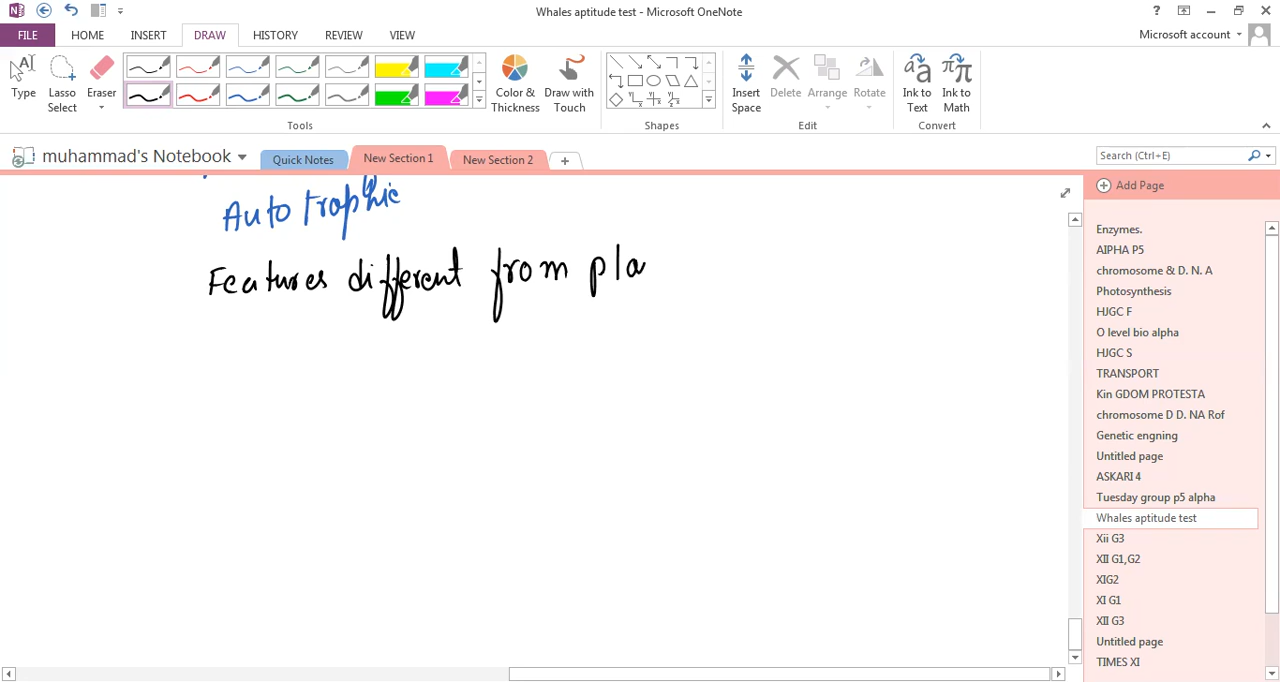 Whales aptitude test - Microsoft OneNote
?
FILE HOME INSERT DRAW HISTORY REVIEW VIEW
Microsoft account
Type
Lasso Select
Eraser
Color & Thickness
Draw with Touch
Insert Space
Delete
Arrange
Rotate
Ink to Text
Ink to Math
Tools
Shapes
Edit
Convert
muhammad's Notebook
Quick Notes
New Section 1
New Section 2
Search (Ctrl+E)
Autotrophic
Features different from pla
Add Page
Enzymes.
AIPHA P5
chromosome & D. N. A
Photosynthesis
HJGC F
O level bio alpha
HJGC S
TRANSPORT
Kin GDOM PROTESTA
chromosome D D. NA Rof
Genetic engning
Untitled page
ASKARI 4
Tuesday group p5 alpha
Whales aptitude test
Xii G3
XII G1,G2
XIG2
XI G1
XII G3
Untitled page
TIMES XI